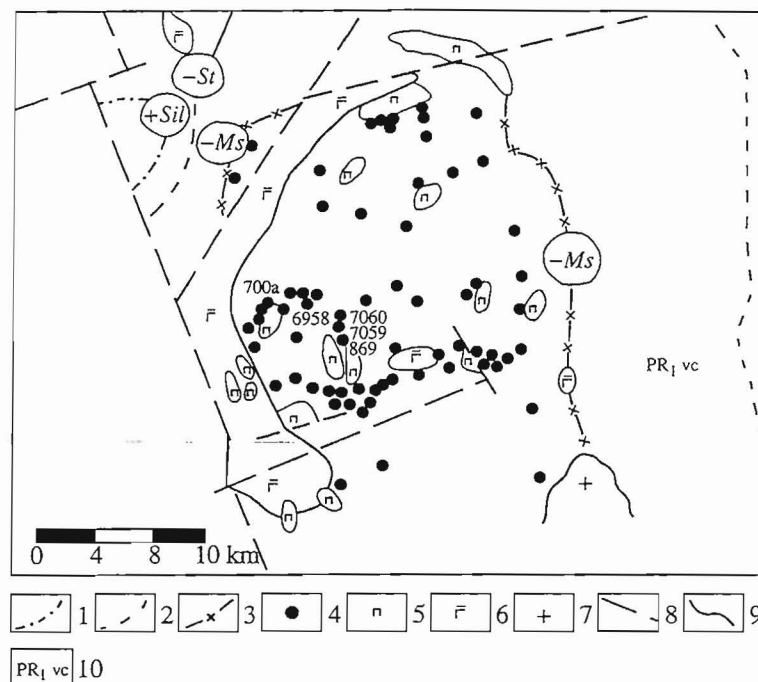 Γ̄
п
–St
Γ̄
п
+Sil
–Ms
п
Γ̄
п
–Ms
700a
п
6958
7060
п
п
Γ̄
7059
869
п
Γ̄
п
п
PR₁ vc
п
Γ̄
п
п
п
п
Γ̄
+
п
п
0 4 8 10 km
1 2 3 4 п 5 Γ̄ 6 + 7 8 9
PR₁ vc 10